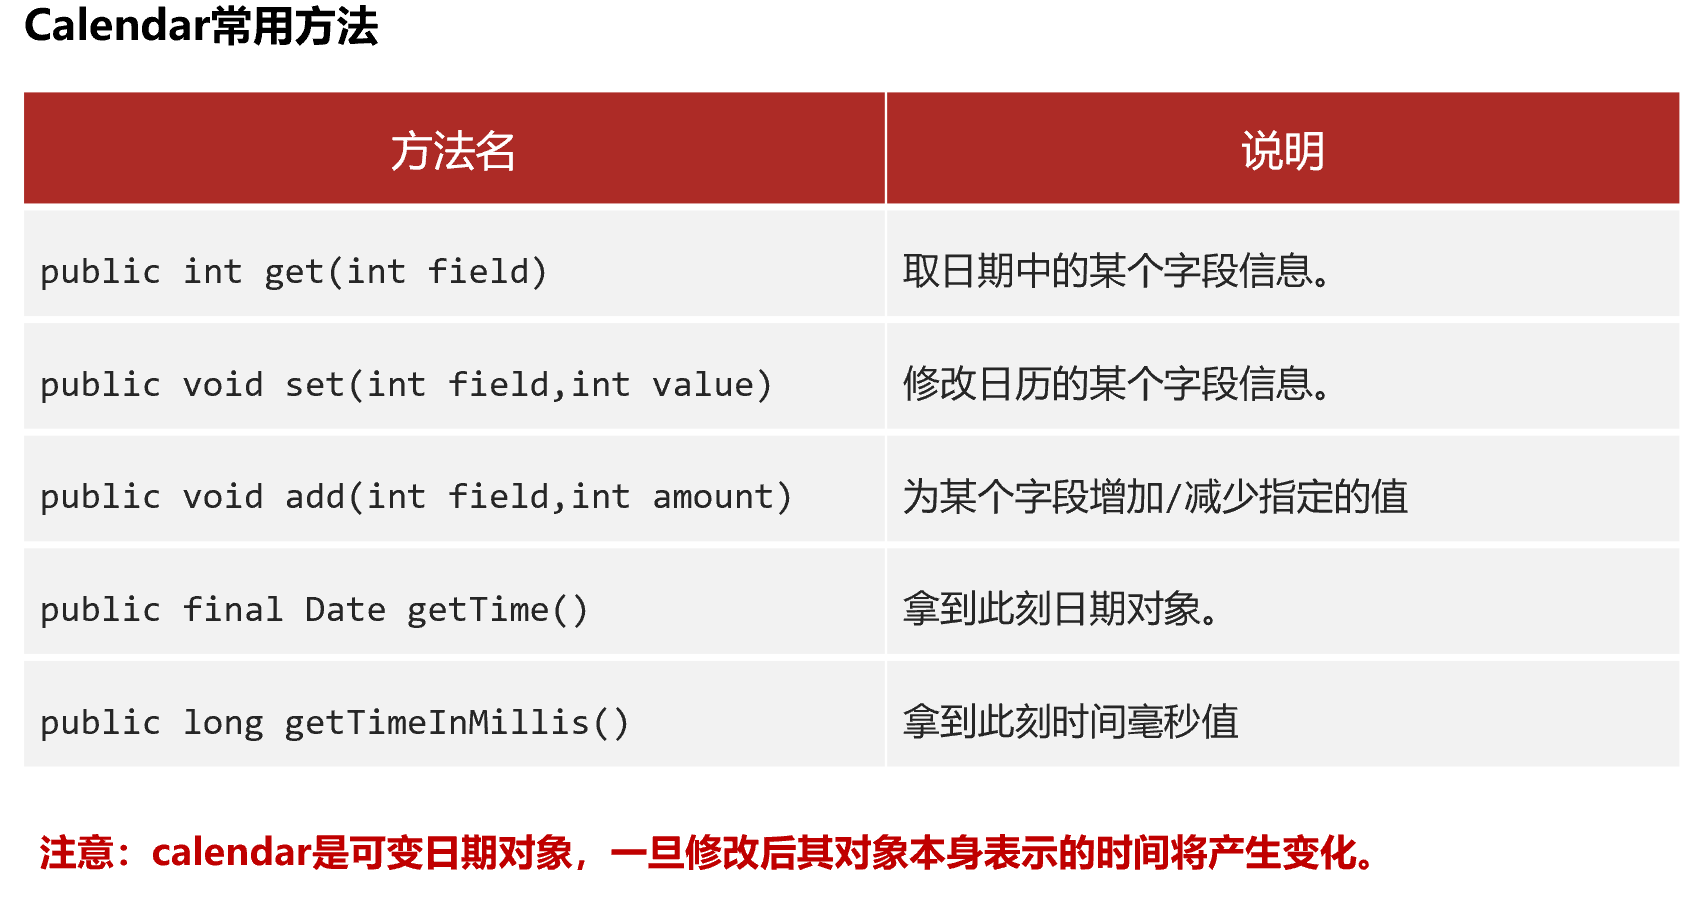 Calendar常用方法
方法名 说明
public int get(int field) 取日期中的某个字段信息。
public void set(int field,int value) 修改日历的某个字段信息。
public void add(int field,int amount) 为某个字段增加/减少指定的值
public final Date getTime() 拿到此刻日期对象。
public long getTimeInMillis() 拿到此刻时间毫秒值
注意：calendar是可变日期对象，一旦修改后其对象本身表示的时间将产生变化。